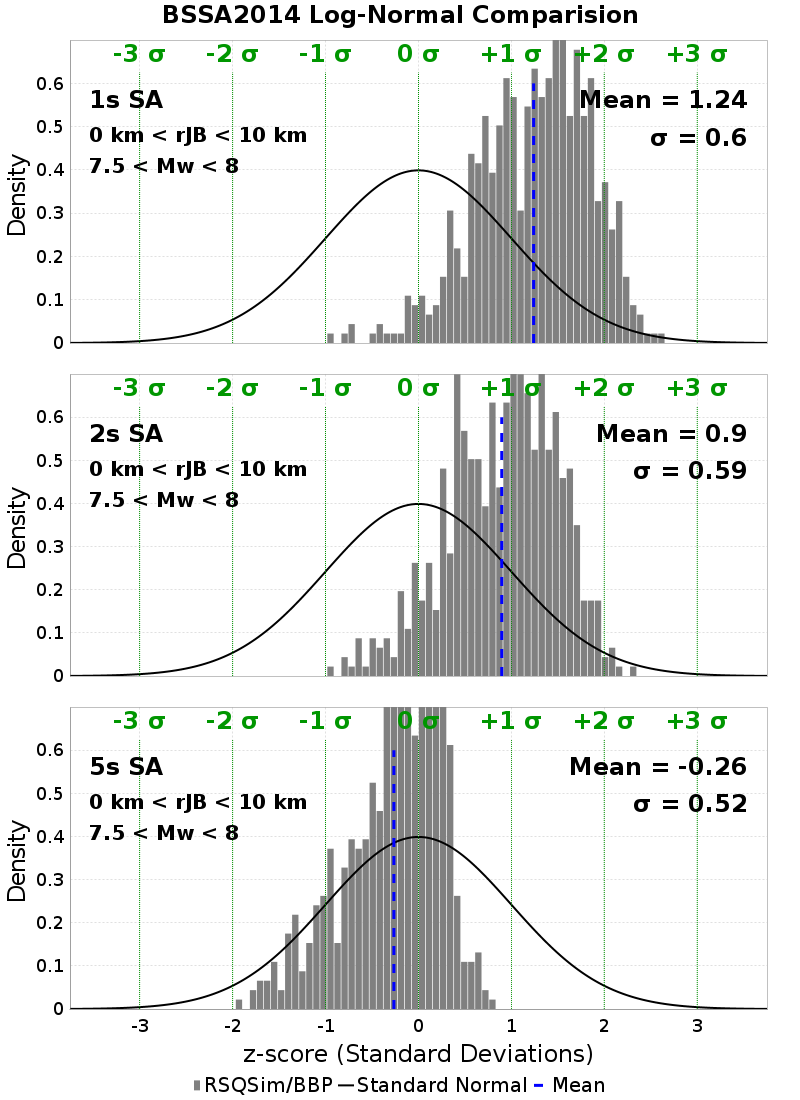 BSSA2014 Log-Normal Comparision
-3 σ -2 σ -1 σ 0 σ +1 σ +2 σ +3 σ
1s SA
Mean = 1.24
0 km < rJB < 10 km
σ = 0.6
7.5 < Mw < 8
Density
0.6
0.5
0.4
0.3
0.2
0.1
0
-3 σ -2 σ -1 σ 0 σ +1 σ +2 σ +3 σ
2s SA
Mean = 0.9
0 km < rJB < 10 km
σ = 0.59
7.5 < Mw < 8
Density
0.6
0.5
0.4
0.3
0.2
0.1
0
-3 σ -2 σ -1 σ 0 σ +1 σ +2 σ +3 σ
5s SA
Mean = -0.26
0 km < rJB < 10 km
σ = 0.52
7.5 < Mw < 8
Density
0.6
0.5
0.4
0.3
0.2
0.1
0
-3 -2 -1 0 1 2 3
z-score (Standard Deviations)
RSQSim/BBP Standard Normal Mean